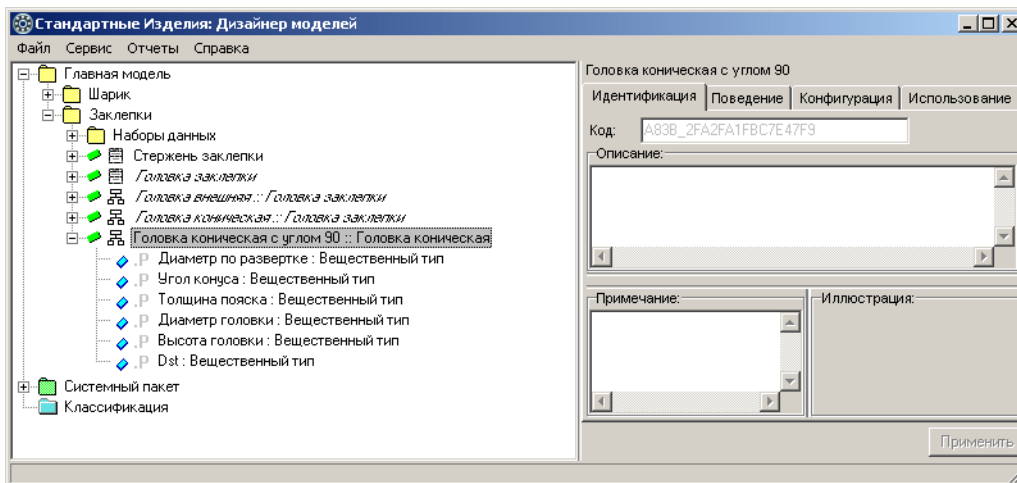 Стандартные Изделия: Дизайнер моделей
Файл Сервис Отчеты Справка
Главная модель
Шарик
Заклепки
Наборы данных
Стержень заклепки
Головка заклепки
Головка внешняя :: Головка заклепки
Головка коническая :: Головка заклепки
Головка коническая с углом 90 :: Головка коническая
.P Диаметр по развертке : Вещественный тип
.P Угол конуса : Вещественный тип
.P Толщина пояска : Вещественный тип
.P Диаметр головки : Вещественный тип
.P Высота головки : Вещественный тип
.P Dst : Вещественный тип
Системный пакет
Классификация
Головка коническая с углом 90
Идентификация Поведение Конфигурация Использование
Код: A83B_2FA2FA1FBC7E47F9
Описание:
Примечание: Иллюстрация:
Применить